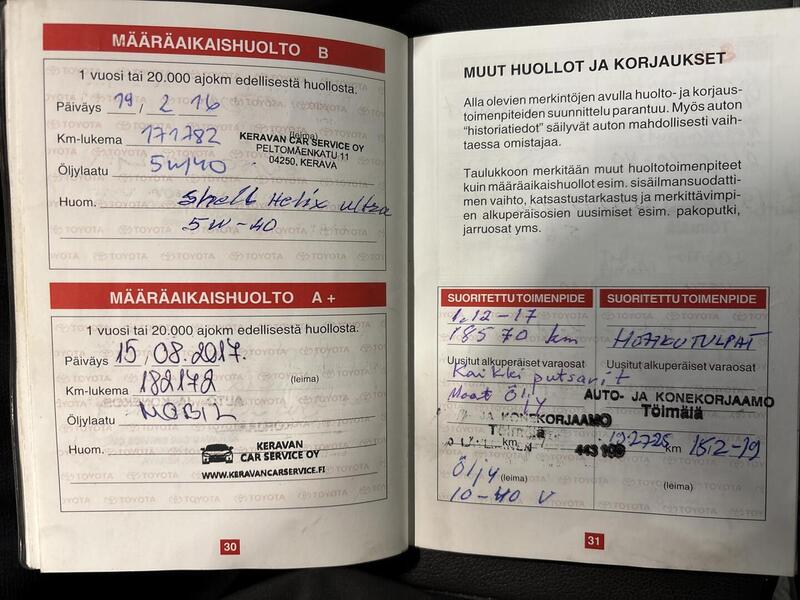 MÄÄRÄAIKAISHUOLTO B
1 vuosi tai 20.000 ajokm edellisestä huollosta.
Päiväys 19 / 2 16
Km-lukema 171782 (leima)
KERAVAN CAR SERVICE OY
PELTOMÄENKATU 11
04250, KERAVA
Öljylaatu 5W/40
Huom. Shell Helix ultra
5W-40
MÄÄRÄAIKAISHUOLTO A +
1 vuosi tai 20.000 ajokm edellisestä huollosta.
Päiväys 15 / 08. 2017.
Km-lukema 182172 (leima)
Öljylaatu MOBIL
Huom.
KERAVAN
CAR SERVICE OY
WWW.KERAVANCARSERVICE.FI
30
MUUT HUOLLOT JA KORJAUKSET
Alla olevien merkintöjen avulla huolto- ja korjaus-
toimenpiteiden suunnittelu parantuu. Myös auton
"historiatiedot" säilyvät auton mahdollisesti vaih-
taessa omistajaa.
Taulukkoon merkitään muut huoltotoimenpiteet
kuin määräaikaishuollot esim. sisäilmansuodatti-
men vaihto, katsastustarkastus ja merkittävimpi-
en alkuperäisosien uusimiset esim. pakoputki,
jarruosat yms.
SUORITETTU TOIMENPIDE
1.12-17
18570 km
Uusitut alkuperäiset varaosat
Kaikki putsarit
Moot Öljy
JA KONEKORJAAMO
Töimälä
km
443 109
Öljy (leima)
10-40 V
SUORITETTU TOIMENPIDE
HOHKUTULPAT
Uusitut alkuperäiset varaosat
AUTO- JA KONEKORJAAMO
Töimälä
192725 km 15.2-19
(leima)
31